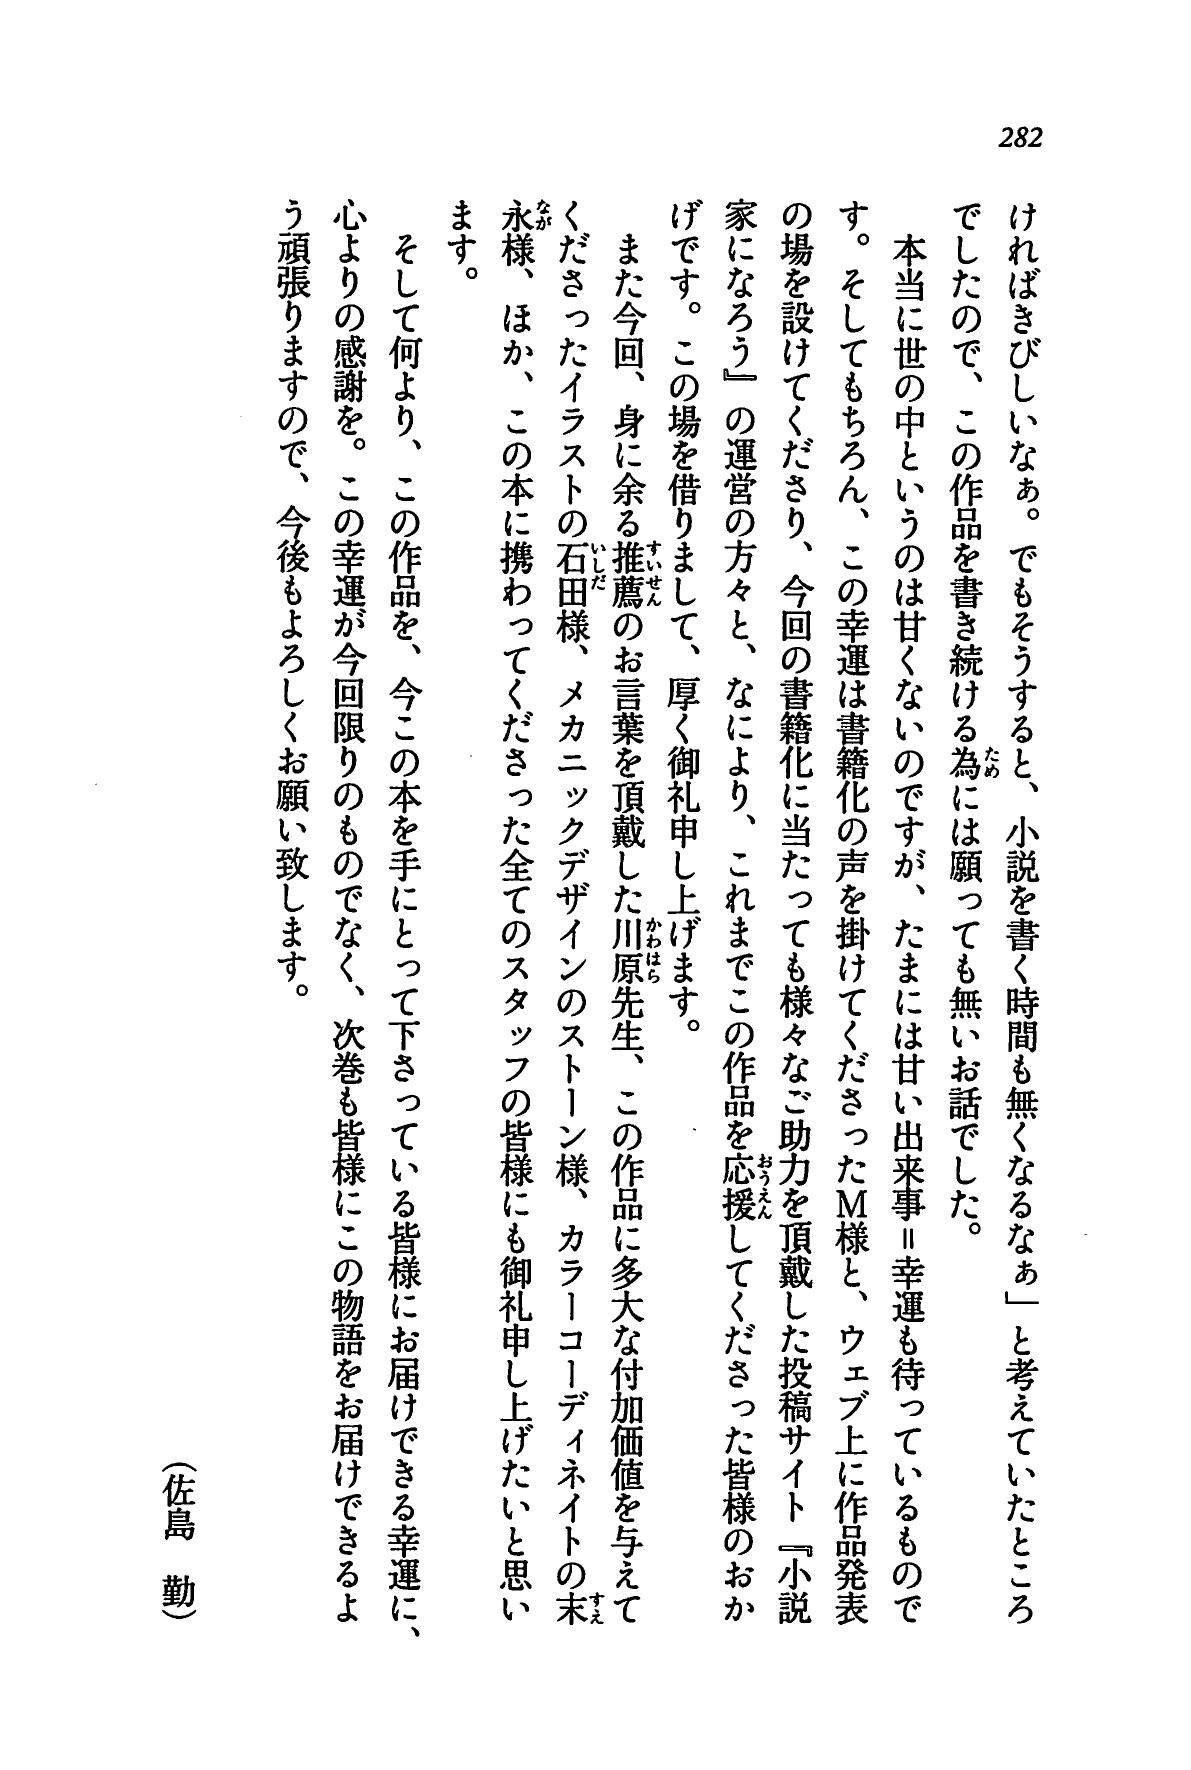 282
ければきびしいなぁ。でもそうすると、小説を書く時間も無くなるなぁ」と考えていたところ
でしたので、この作品を書き続ける為には願っても無いお話でした。
　本当に世の中というのは甘くないのですが、たまには甘い出来事＝幸運も待っているもので
す。そしてもちろん、この幸運は書籍化の声を掛けてくださったM様と、ウェブ上に作品発表
の場を設けてくださり、今回の書籍化に当たっても様々なご助力を頂戴した投稿サイト『小説
家になろう』の運営の方々と、なにより、これまでこの作品を応援してくださった皆様のおか
げです。この場を借りまして、厚く御礼申し上げます。
　また今回、身に余る推薦のお言葉を頂戴した川原先生、この作品に多大な付加価値を与えて
くださったイラストの石田様、メカニックデザインのストーン様、カラーコーディネイトの末
永様、ほか、この本に携わってくださった全てのスタッフの皆様にも御礼申し上げたいと思い
ます。
　そして何より、この作品を、今この本を手にとって下さっている皆様にお届けできる幸運に、
心よりの感謝を。この幸運が今回限りのものでなく、次巻も皆様にこの物語をお届けできるよ
う頑張りますので、今後もよろしくお願い致します。
（佐島　勤）